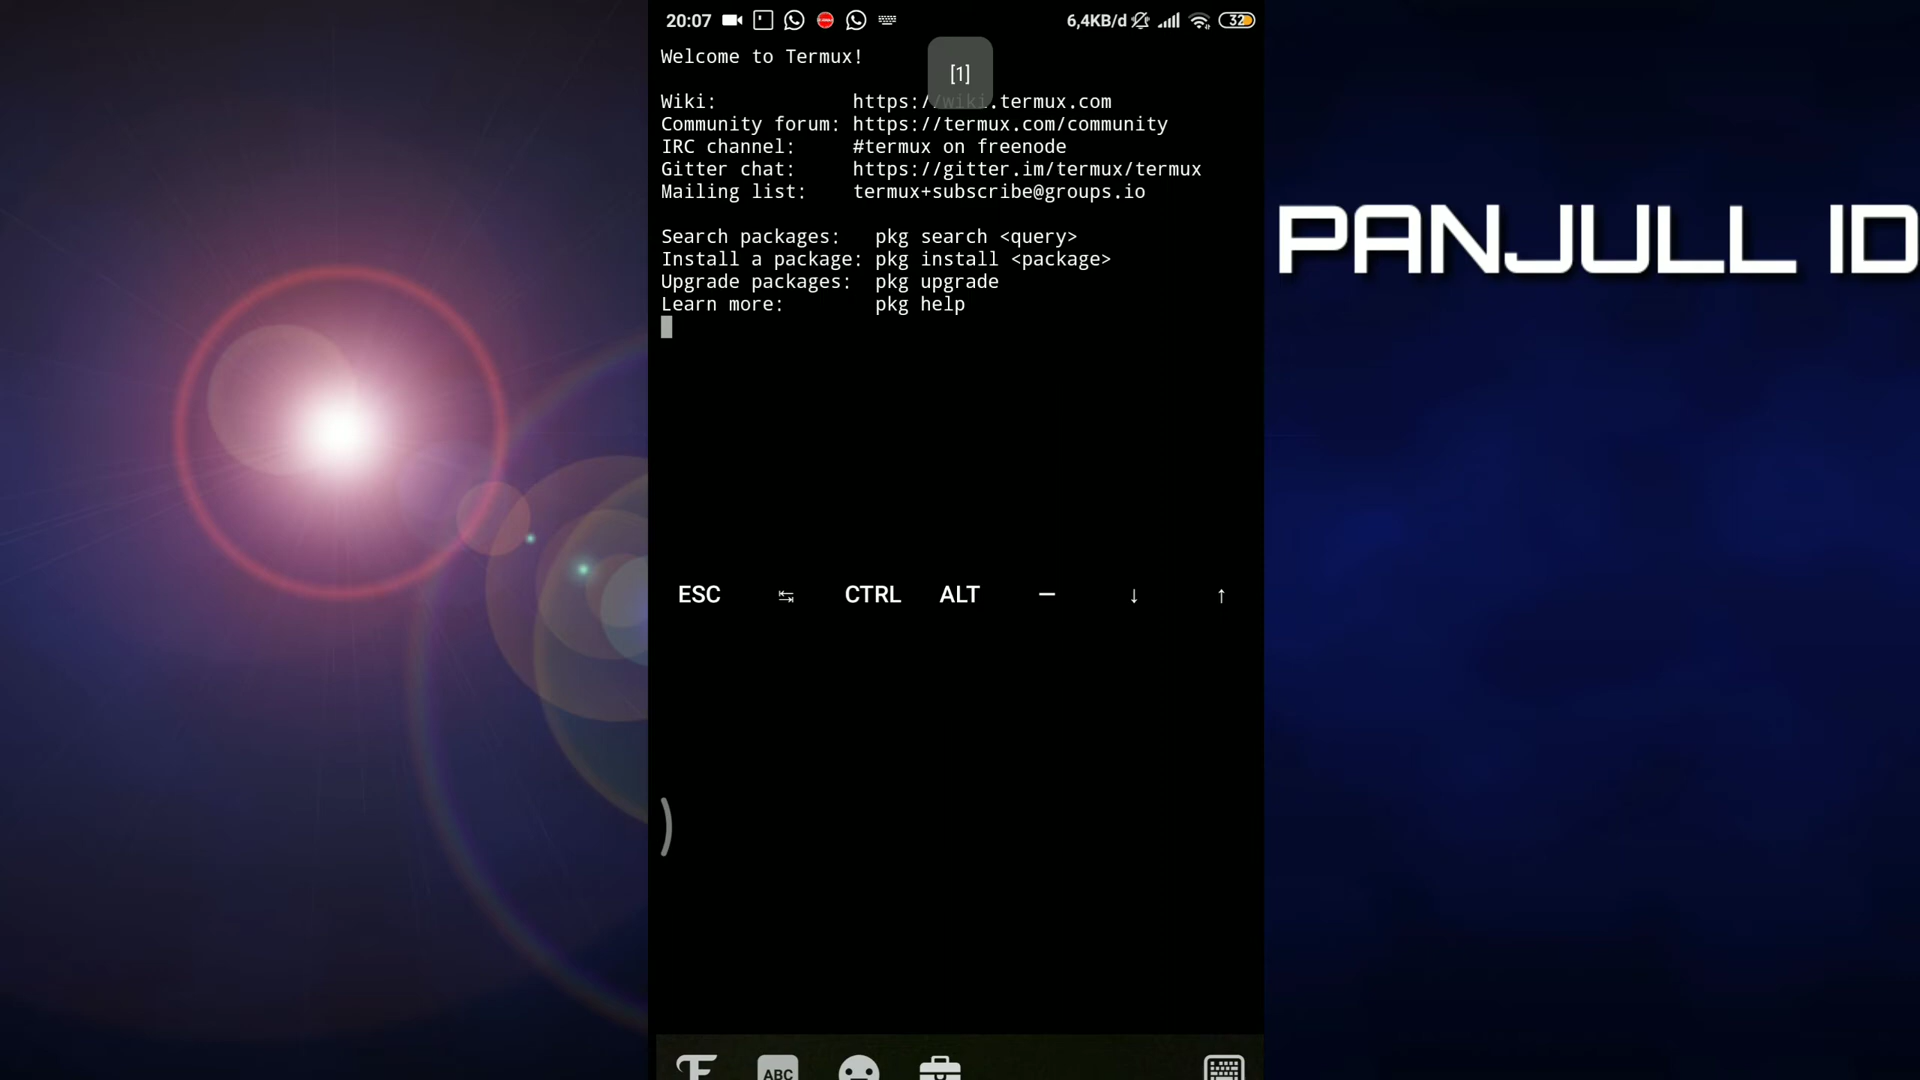 20:07 6,4KB/d 32
Welcome to Termux!
[1]
Wiki: https://wiki.termux.com
Community forum: https://termux.com/community
IRC channel: #termux on freenode
Gitter chat: https://gitter.im/termux/termux
Mailing list: termux+subscribe@groups.io
Search packages: pkg search <query>
Install a package: pkg install <package>
Upgrade packages: pkg upgrade
Learn more: pkg help
ESC CTRL ALT
ABC
PANJULL ID